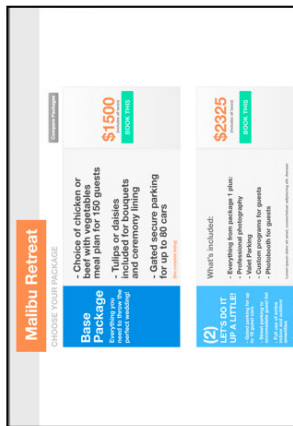 Malibu Retreat
CHOOSE YOUR PACKAGE
Compare Packages
Base
Package
Everything you
need to throw the
perfect wedding!
- Choice of chicken or
beef with vegetables
meal plan for 150 guests
- Tulips or daisies
included for bouquets
and ceremony lining
- Gated secure parking
for up to 80 cars
$1500
BOOK THIS
(2)
LET'S DO IT
UP A LITTLE!
What's included:
- Everything from package 1 plus:
- Professional photography
- Valet Parking
- Custom programs for guests
- Photobooth for guests
$2325
BOOK THIS